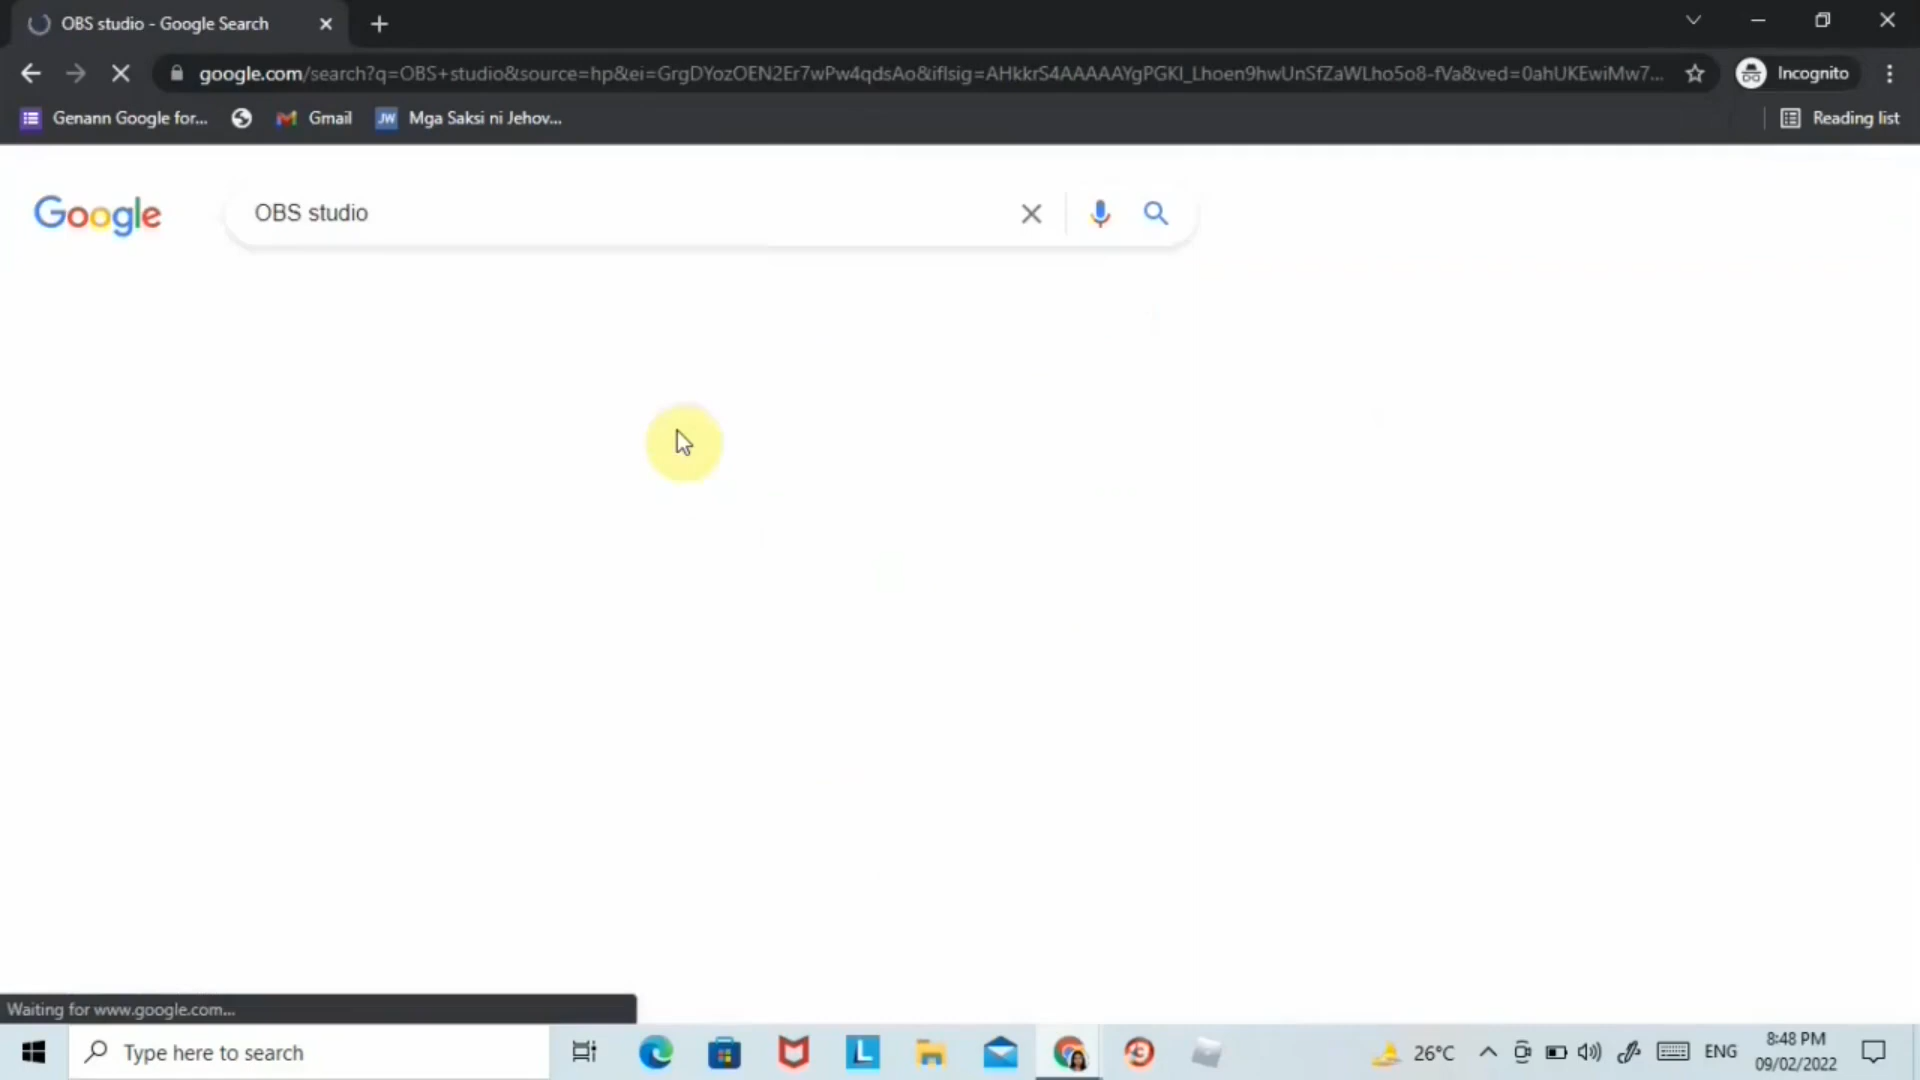 OBS studio - Google Search
google.com/search?q=OBS+studio&source=hp&ei=GrgDYozOEN2Er7wPw4qdsAo&iflsig=AHkkrS4AAAAAYgPGKI_Lhoen9hwUnSfZaWLho5o8-fVa&ved=0ahUKEwiMw7...
Incognito
Genann Google for...
Gmail
JW
Mga Saksi ni Jehov...
Reading list
Google
OBS studio
Waiting for www.google.com...
Type here to search
L
26°C
ENG
8:48 PM
09/02/2022